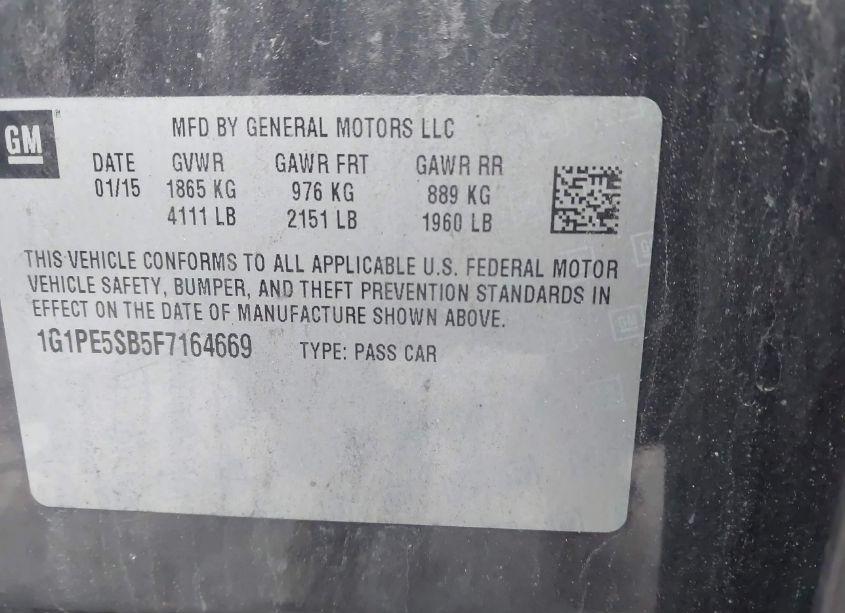 GM
MFD BY GENERAL MOTORS LLC
DATE GVWR GAWR FRT GAWR RR
01/15 1865 KG 976 KG 889 KG
4111 LB 2151 LB 1960 LB
THIS VEHICLE CONFORMS TO ALL APPLICABLE U.S. FEDERAL MOTOR
VEHICLE SAFETY, BUMPER, AND THEFT PREVENTION STANDARDS IN
EFFECT ON THE DATE OF MANUFACTURE SHOWN ABOVE.
1G1PE5SB5F7164669 TYPE: PASS CAR